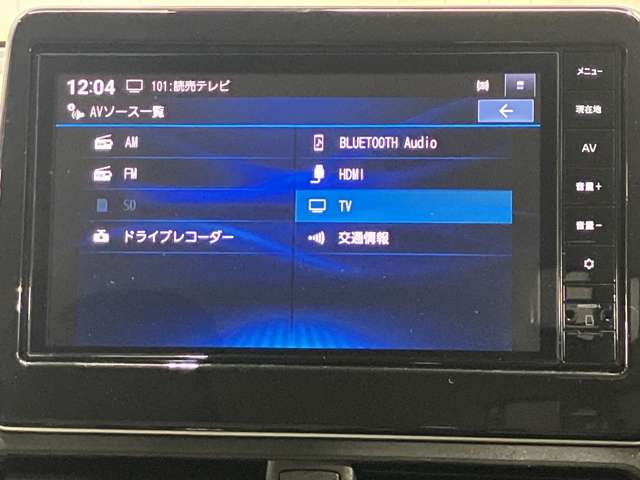 12:04 101:読売テレビ
AVソース一覧
AM
FM
SD
ドライブレコーダー
BLUETOOTH Audio
HDMI
TV
交通情報
メニュー
現在地
AV
音量+
音量-